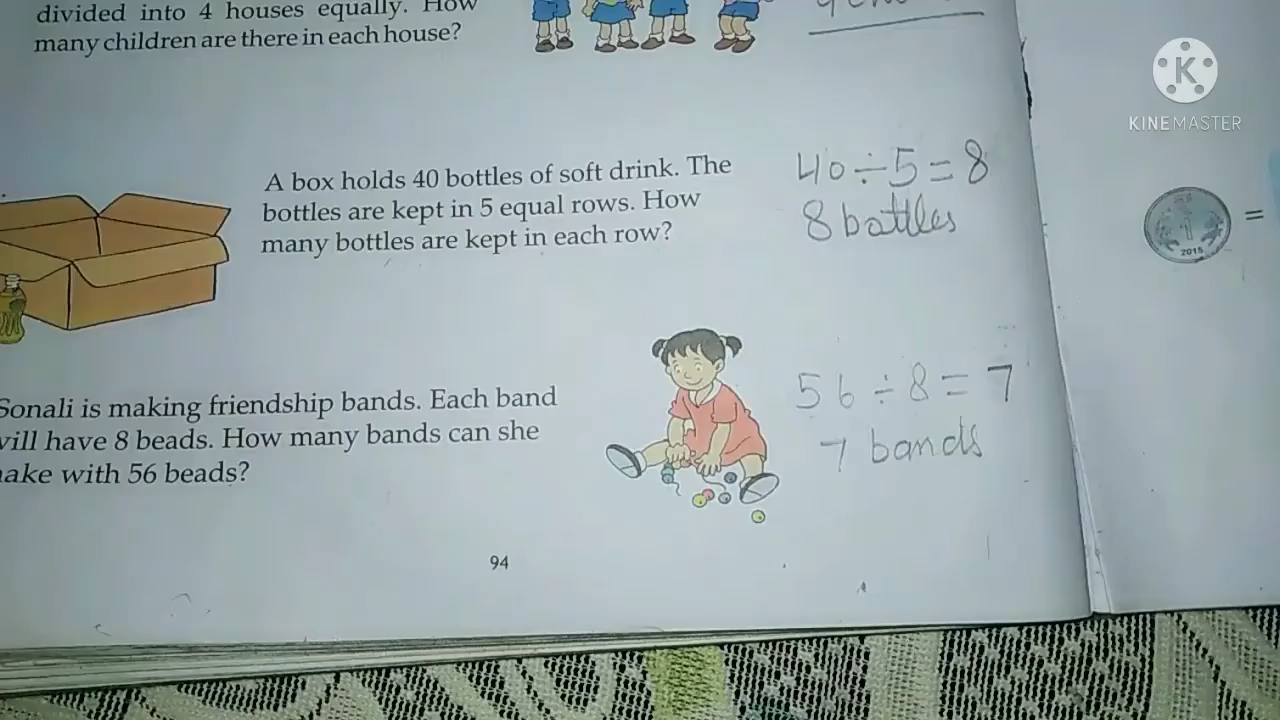 divided into 4 houses equally. How
many children are there in each house?
A box holds 40 bottles of soft drink. The
bottles are kept in 5 equal rows. How
many bottles are kept in each row?
40 ÷ 5 = 8
8 bottles
Sonali is making friendship bands. Each band
will have 8 beads. How many bands can she
make with 56 beads?
56 ÷ 8 = 7
7 bands
94
KINEMASTER
K
1
2015
=